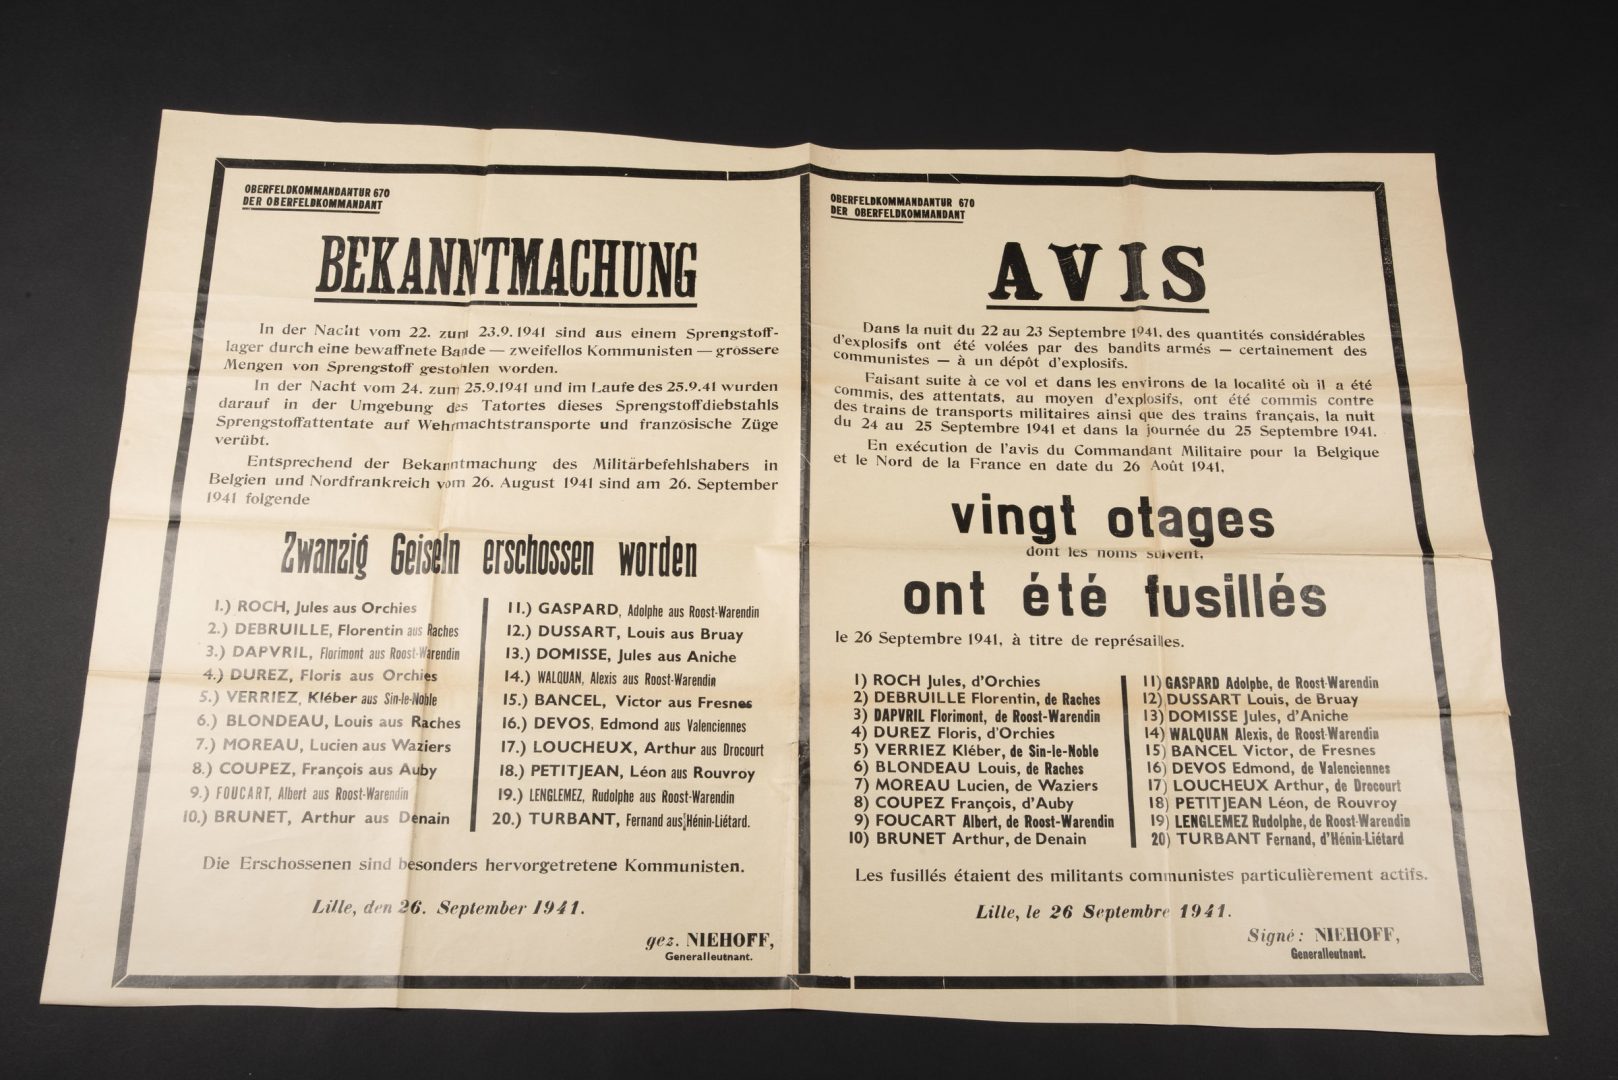 OBERFELDKOMMANDANTUR 670
DER OBERFELDKOMMANDANT
BEKANNTMACHUNG
In der Nacht vom 22. zum 23.9.1941 sind aus einem Sprengstoff-
lager durch eine bewaffnete Bande — zweifellos Kommunisten — grössere
Mengen von Sprengstoff gestohlen worden.
In der Nacht vom 24. zum 25.9.1941 und im Laufe des 25.9.41 wurden
darauf in der Umgebung des Tatortes dieses Sprengstoffdiebstahls
Sprengstoffattentate auf Wehrmachtstransporte und französische Züge
verübt.
Entsprechend der Bekanntmachung des Militärbefehlshabers in
Belgien und Nordfrankreich vom 26. August 1941 sind am 26. September
1941 folgende
Zwanzig Geiseln erschossen worden
1.) ROCH, Jules aus Orchies
2.) DEBRUILLE, Florentin aus Raches
3.) DAPVRIL, Florimont aus Roost-Warendin
4.) DUREZ, Floris aus Orchies
5.) VERRIEZ, Kléber aus Sin-le-Noble
6.) BLONDEAU, Louis aus Raches
7.) MOREAU, Lucien aus Waziers
8.) COUPEZ, François aus Auby
9.) FOUCART, Albert aus Roost-Warendin
10.) BRUNET, Arthur aus Denain
11.) GASPARD, Adolphe aus Roost-Warendin
12.) DUSSART, Louis aus Bruay
13.) DOMISSE, Jules aus Aniche
14.) WALQUAN, Alexis aus Roost-Warendin
15.) BANCEL, Victor aus Fresnes
16.) DEVOS, Edmond aus Valenciennes
17.) LOUCHEUX, Arthur aus Drocourt
18.) PETITJEAN, Léon aus Rouvroy
19.) LENGLEMEZ, Rudolphe aus Roost-Warendin
20.) TURBANT, Fernand aus Hénin-Liétard.
Die Erschossenen sind besonders hervorgetretene Kommunisten.
Lille, den 26. September 1941.
gez. NIEHOFF,
Generalleutnant.
OBERFELDKOMMANDANTUR 670
DER OBERFELDKOMMANDANT
AVIS
Dans la nuit du 22 au 23 Septembre 1941, des quantités considérables
d'explosifs ont été volées par des bandits armés — certainement des
communistes — à un dépôt d'explosifs.
Faisant suite à ce vol et dans les environs de la localité où il a été
commis, des attentats, au moyen d'explosifs, ont été commis contre
des trains de transports militaires ainsi que des trains français, la nuit
du 24 au 25 Septembre 1941 et dans la journée du 25 Septembre 1941.
En exécution de l'avis du Commandant Militaire pour la Belgique
et le Nord de la France en date du 26 Août 1941,
vingt otages
dont les noms suivent,
ont été fusillés
le 26 Septembre 1941, à titre de représailles.
1) ROCH Jules, d'Orchies
2) DEBRUILLE Florentin, de Raches
3) DAPVRIL Florimont, de Roost-Warendin
4) DUREZ Floris, d'Orchies
5) VERRIEZ Kléber, de Sin-le-Noble
6) BLONDEAU Louis, de Raches
7) MOREAU Lucien, de Waziers
8) COUPEZ François, d'Auby
9) FOUCART Albert, de Roost-Warendin
10) BRUNET Arthur, de Denain
11) GASPARD Adolphe, de Roost-Warendin
12) DUSSART Louis, de Bruay
13) DOMISSE Jules, d'Aniche
14) WALQUAN Alexis, de Roost-Warendin
15) BANCEL Victor, de Fresnes
16) DEVOS Edmond, de Valenciennes
17) LOUCHEUX Arthur, de Drocourt
18) PETITJEAN Léon, de Rouvroy
19) LENGLEMEZ Rudolphe, de Roost-Warendin
20) TURBANT Fernand, d'Hénin-Liétard
Les fusillés étaient des militants communistes particulièrement actifs.
Lille, le 26 Septembre 1941.
Signé : NIEHOFF,
Generalleutnant.